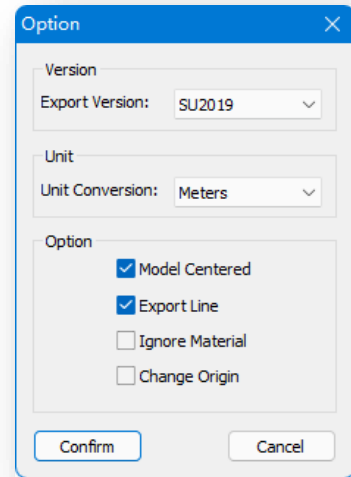 Option
Version
Export Version: SU2019
Unit
Unit Conversion: Meters
Option
Model Centered
Export Line
Ignore Material
Change Origin
Confirm Cancel